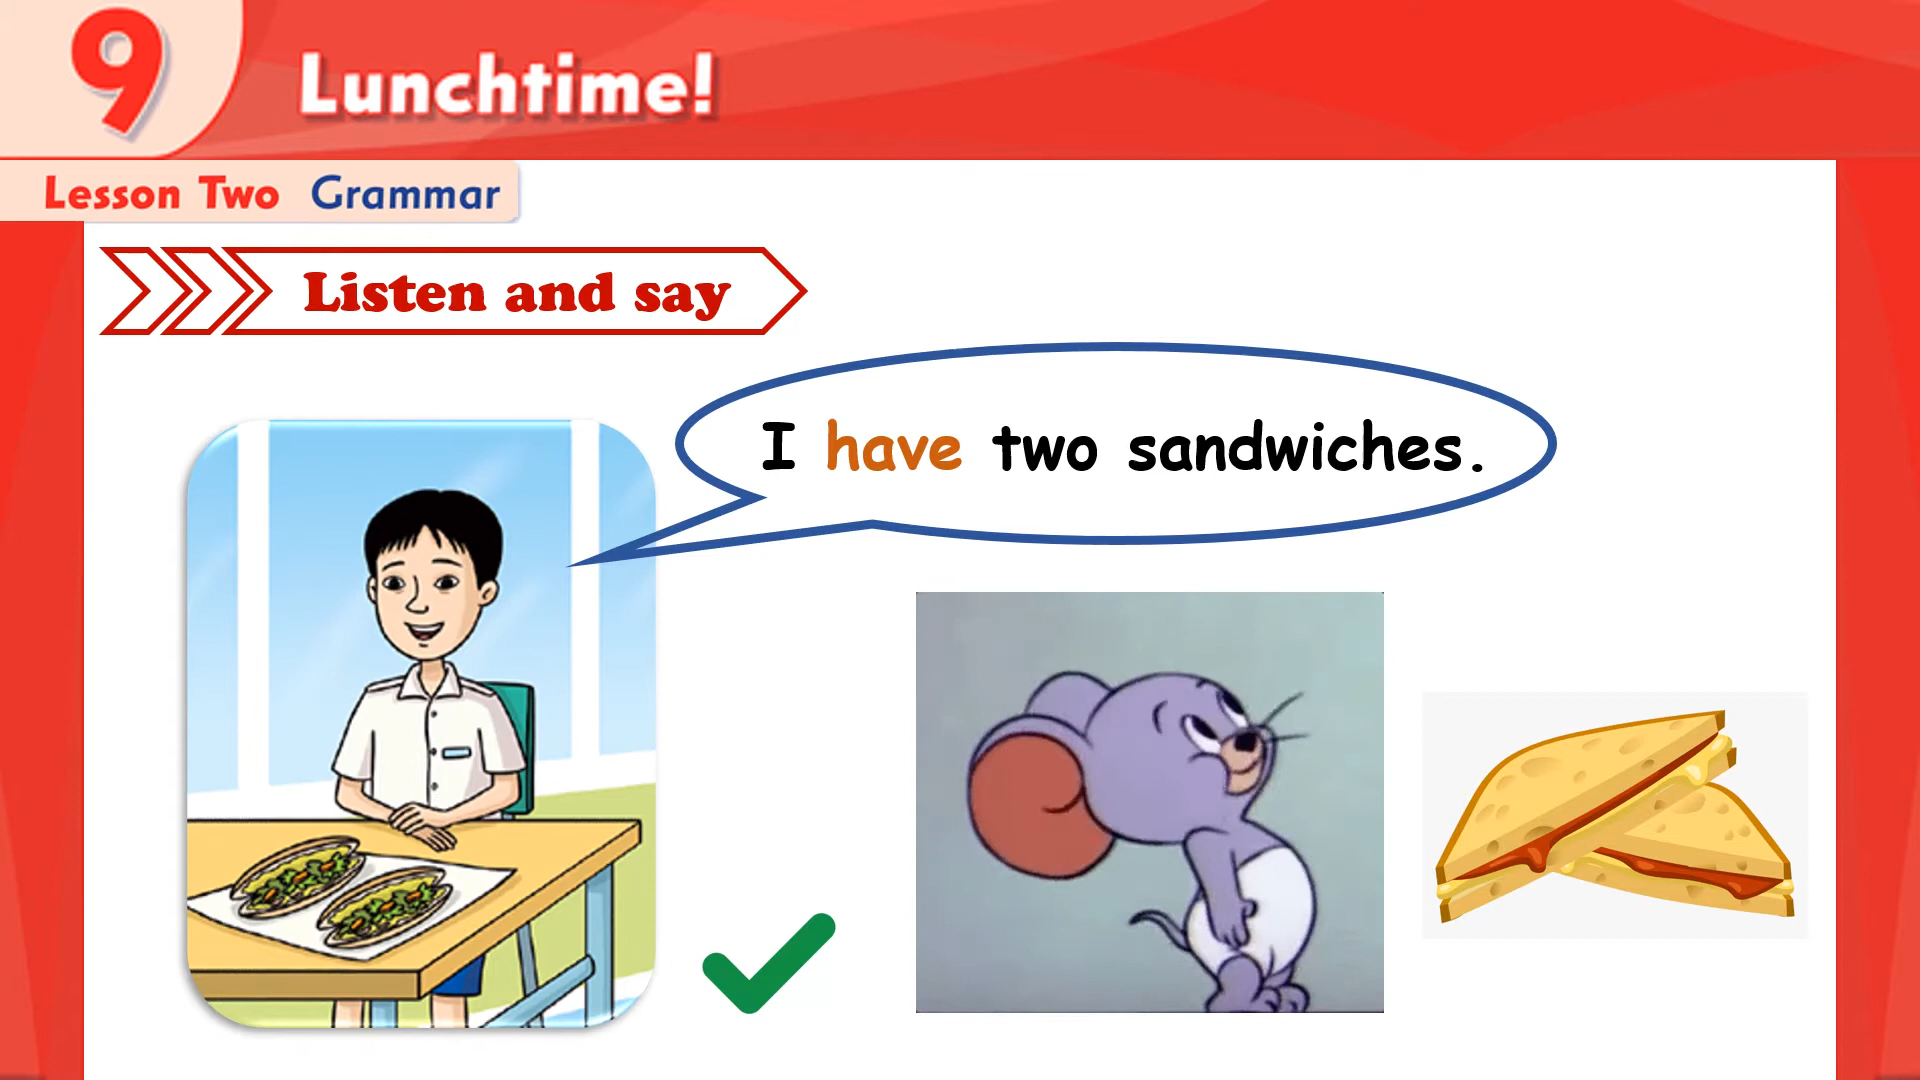 9 Lunchtime!
Lesson Two Grammar
Listen and say
I have two sandwiches.